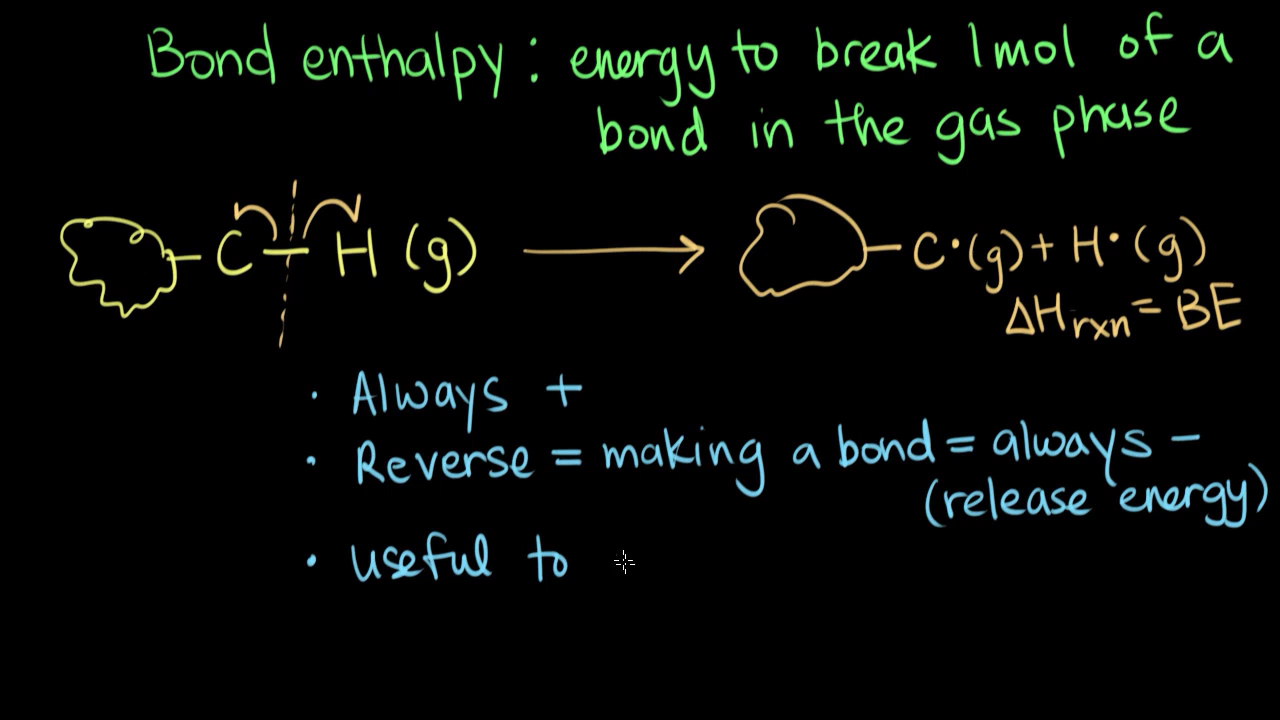 Bond enthalpy: energy to break 1mol of a
bond in the gas phase
C-H (g) → -C•(g)+ H•(g)
ΔHrxn= BE
• Always +
• Reverse = making a bond = always -
(release energy)
• useful to